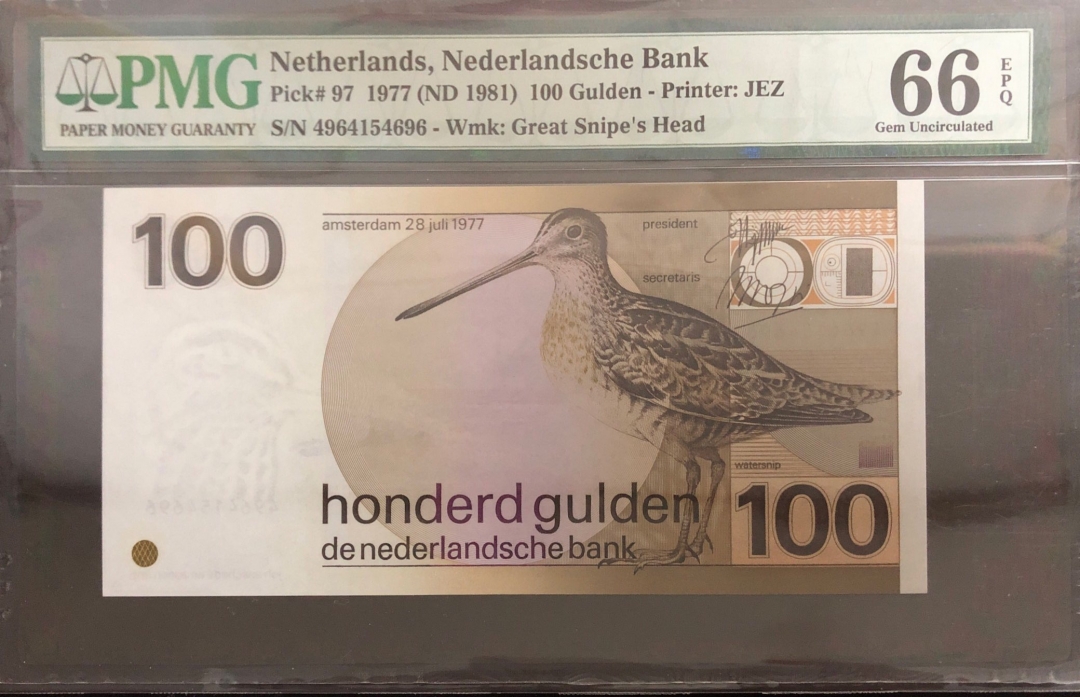 PMG
PAPER MONEY GUARANTY
Netherlands, Nederlandsche Bank
Pick# 97 1977 (ND 1981) 100 Gulden - Printer: JEZ
S/N 4964154696 - Wmk: Great Snipe's Head
66
EPQ
Gem Uncirculated
100
amsterdam 28 juli 1977
president
secretaris
watersnip
honderd gulden
de nederlandsche bank
100